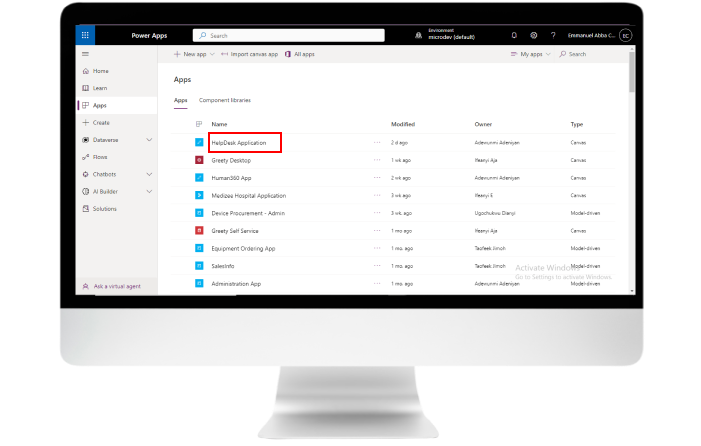 Power Apps
Search
Environment
microdev (default)
?
Emmanuel Abba C...
EC
New app
Import canvas app
All apps
My apps
Search
Home
Learn
Apps
Create
Dataverse
Flows
Chatbots
AI Builder
Solutions
Ask a virtual agent
Apps
Apps Component libraries
Name Modified Owner Type
HelpDesk Application ... 2 d ago Adewunmi Adeniyan Canvas
Greety Desktop ... 1 wk ago Ifeanyi Aja Canvas
Human360 App ... 2 wk ago Adewunmi Adeniyan Canvas
Medizee Hospital Application ... 3 wk ago Ifeanyi E Canvas
Device Procurement - Admin ... 3 wk ago Ugochukwu Dianyi Model-driven
Greety Self Service ... 1 mo ago Ifeanyi Aja Canvas
Equipment Ordering App ... 1 mo ago Taofeek Jimoh Model-driven
SalesInfo ... 1 mo ago Taofeek Jimoh Model-driven
Administration App ... 1 mo ago Adewunmi Adeniyan Model-driven
Activate Windows
Go to Settings to activate Windows.